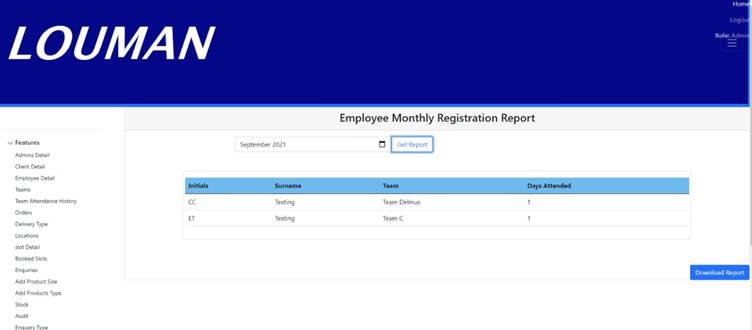 Home
Logout
Role: Admin
LOUMAN
Employee Monthly Registration Report
September 2021 Get Report
Features
Admins Detail
Client Detail
Employee Detail
Teams
Team Attendance History
Orders
Delivery Type
Locations
slot Detail
Booked Slots
Enquiries
Add Product Size
Add Products Type
Stock
Audit
Enquery Type
Initials Surname Team Days Attended
CC Testing Team Delmus 1
ET Testing Team C 1
Download Report